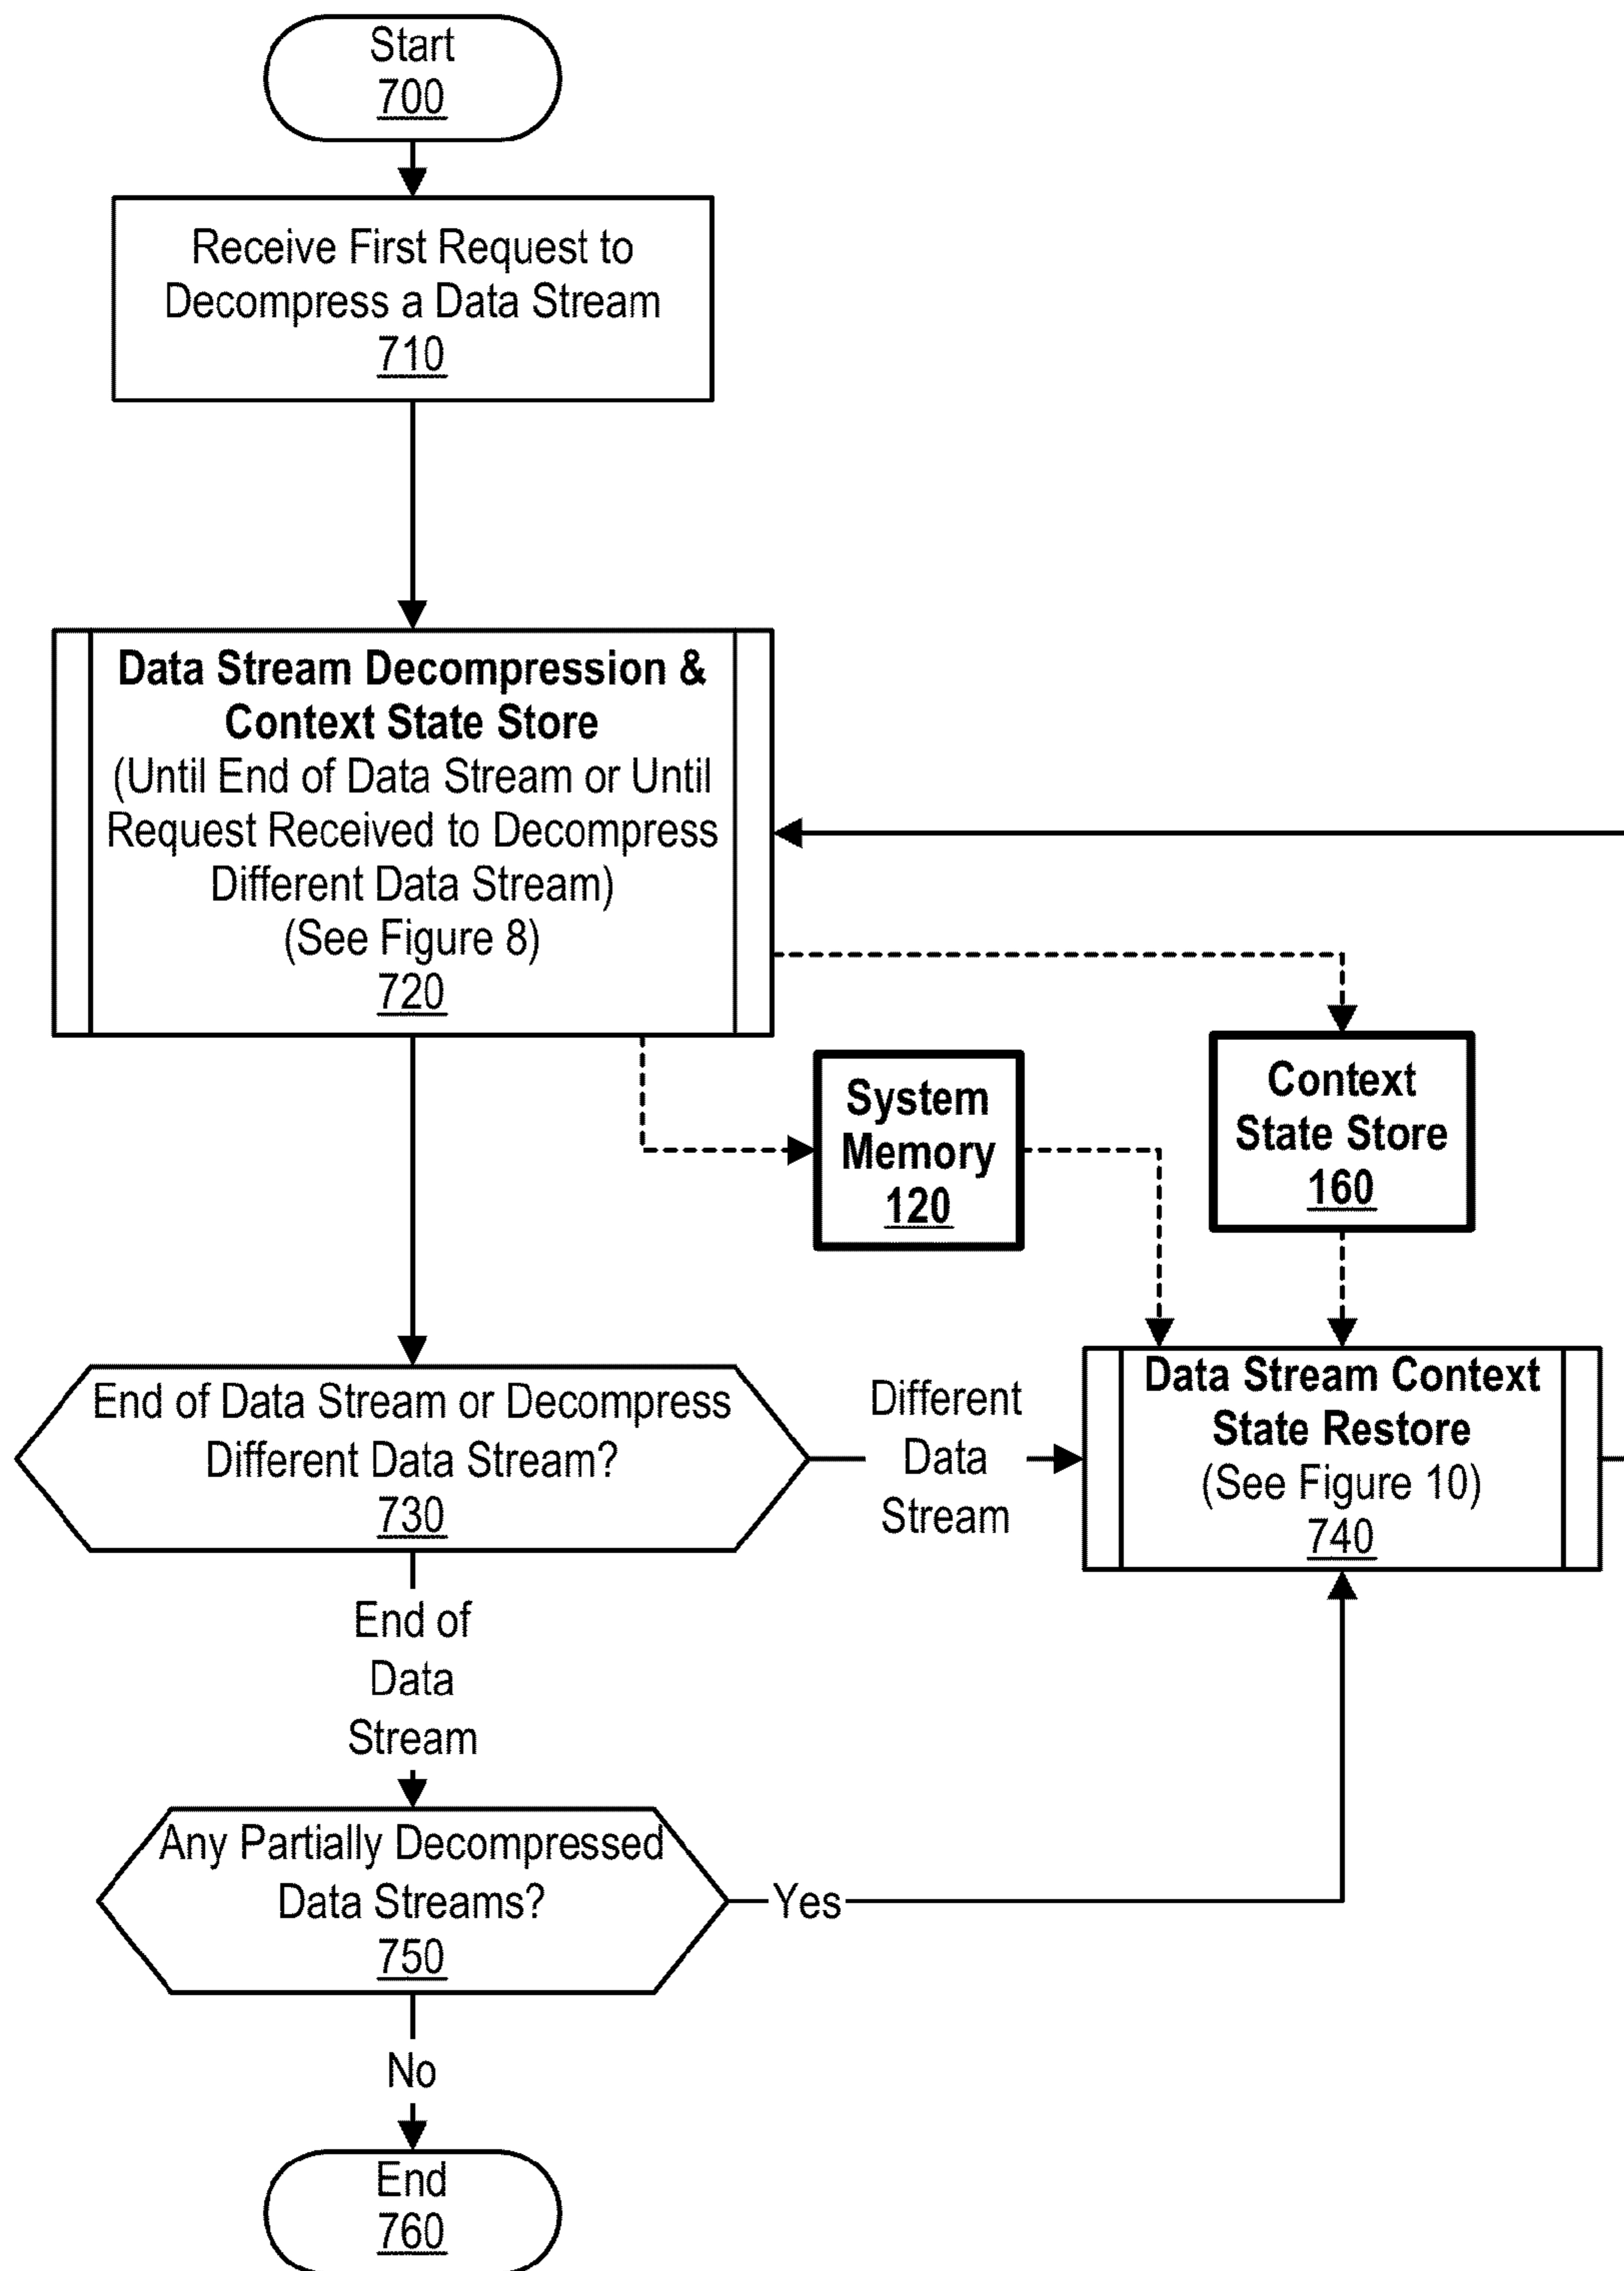 Start
700
Receive First Request to
Decompress a Data Stream
710
Data Stream Decompression &
Context State Store
(Until End of Data Stream or Until
Request Received to Decompress
Different Data Stream)
(See Figure 8)
720
System
Memory
120
Context
State Store
160
End of Data Stream or Decompress
Different Data Stream?
730
Different
Data
Stream
Data Stream Context
State Restore
(See Figure 10)
740
End of
Data
Stream
Any Partially Decompressed
Data Streams?
750
Yes
No
End
760